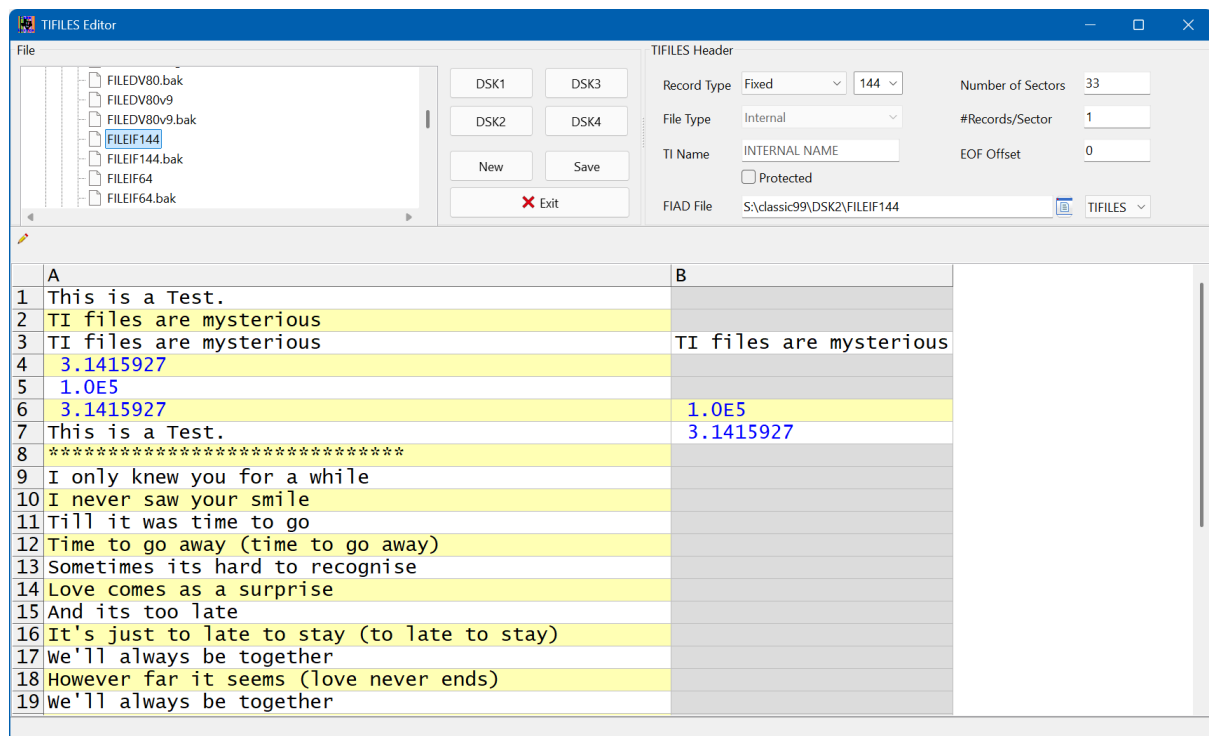 TIFILES Editor
File
FILEDV80.bak
FILEDV80v9
FILEDV80v9.bak
FILEIF144
FILEIF144.bak
FILEIF64
FILEIF64.bak
DSK1 DSK3
DSK2 DSK4
New Save
Exit
TIFILES Header
Record Type Fixed 144 Number of Sectors 33
File Type Internal #Records/Sector 1
TI Name INTERNAL NAME EOF Offset 0
Protected
FIAD File S:\classic99\DSK2\FILEIF144 TIFILES
A B
1 This is a Test.
2 TI files are mysterious
3 TI files are mysterious TI files are mysterious
4 3.1415927
5 1.0E5
6 3.1415927 1.0E5
7 This is a Test. 3.1415927
8 ******************************
9 I only knew you for a while
10 I never saw your smile
11 Till it was time to go
12 Time to go away (time to go away)
13 Sometimes its hard to recognise
14 Love comes as a surprise
15 And its too late
16 It's just to late to stay (to late to stay)
17 We'll always be together
18 However far it seems (love never ends)
19 We'll always be together